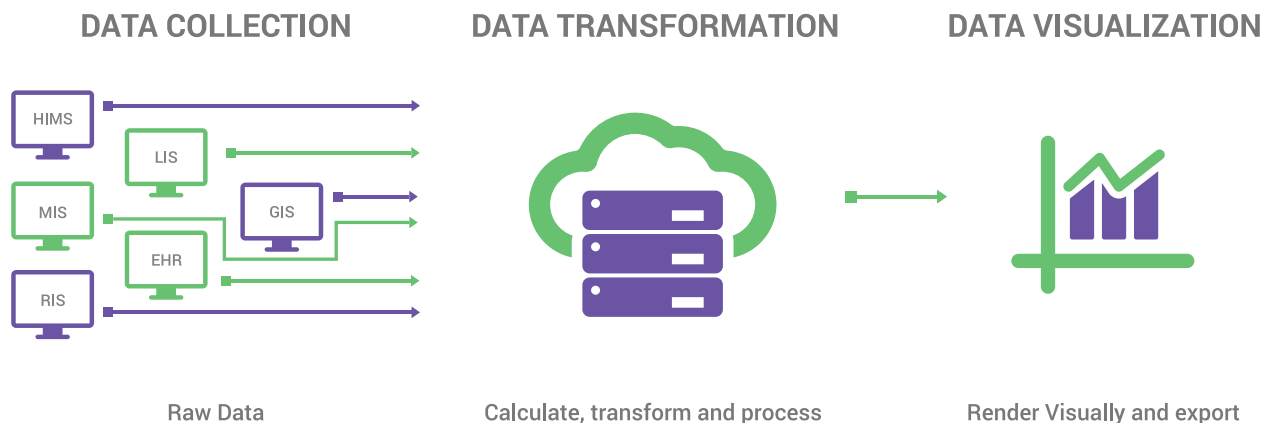 DATA COLLECTION
DATA TRANSFORMATION
DATA VISUALIZATION
HIMS
LIS
MIS
GIS
EHR
RIS
Raw Data
Calculate, transform and process
Render Visually and export